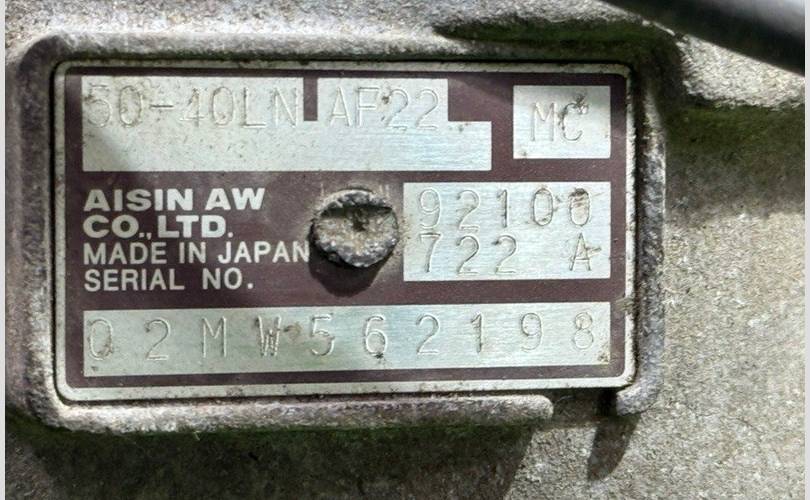 50-40LN AF22 MC
AISIN AW
CO., LTD.
MADE IN JAPAN
SERIAL NO.
92100
722 A
02MW562198